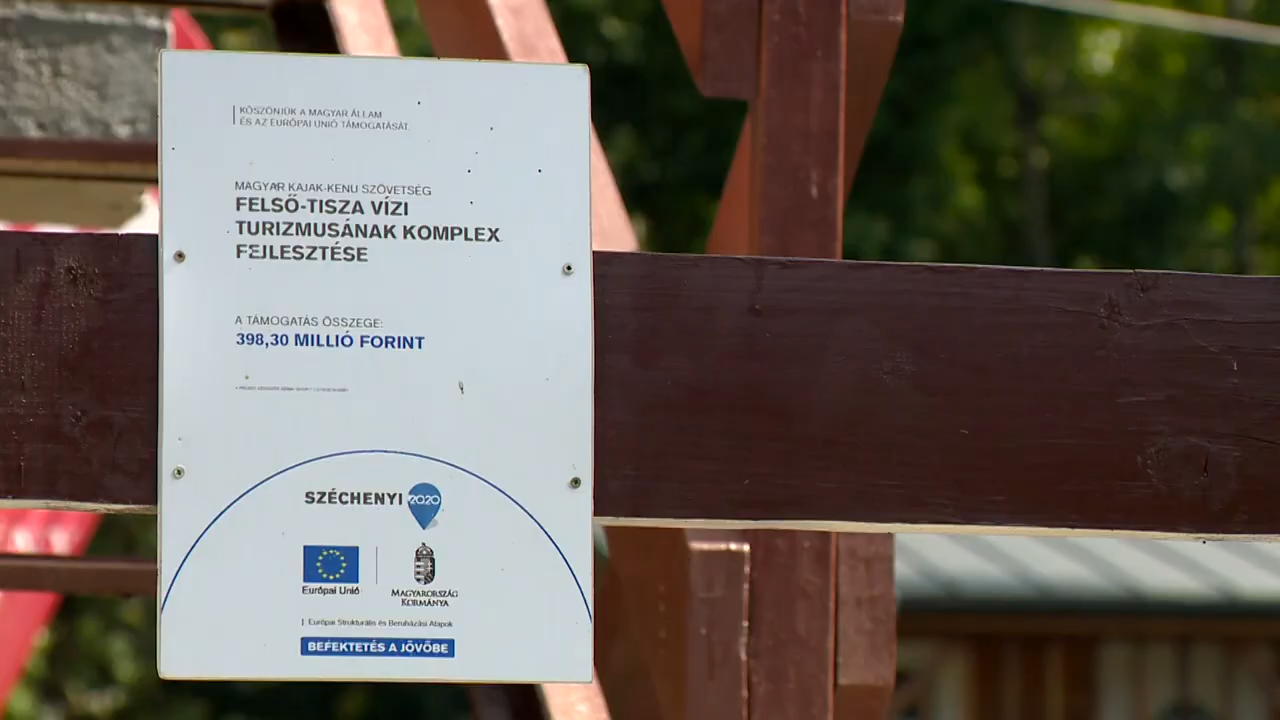 KÖSZÖNJÜK A MAGYAR ÁLLAM
ÉS AZ EURÓPAI UNIÓ TÁMOGATÁSÁT.
MAGYAR KAJAK-KENU SZÖVETSÉG
FELSŐ-TISZA VÍZI
TURIZMUSÁNAK KOMPLEX
FEJLESZTÉSE
A TÁMOGATÁS ÖSSZEGE:
398,30 MILLIÓ FORINT
SZÉCHENYI 2020
Európai Unió
MAGYARORSZÁG
KORMÁNYA
Európai Strukturális és Beruházási Alapok
BEFEKTETÉS A JÖVŐBE